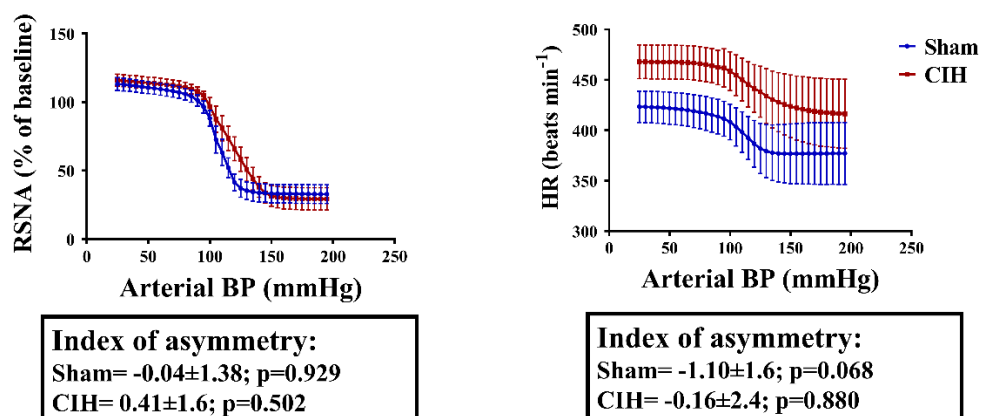 150
100
50
0
RSNA (% of baseline)
0 50 100 150 200 250
Arterial BP (mmHg)
Index of asymmetry:
Sham= -0.04±1.38; p=0.929
CIH= 0.41±1.6; p=0.502
500
450
400
350
300
HR (beats min⁻¹)
0 50 100 150 200 250
Arterial BP (mmHg)
Sham
CIH
Index of asymmetry:
Sham= -1.10±1.6; p=0.068
CIH= -0.16±2.4; p=0.880